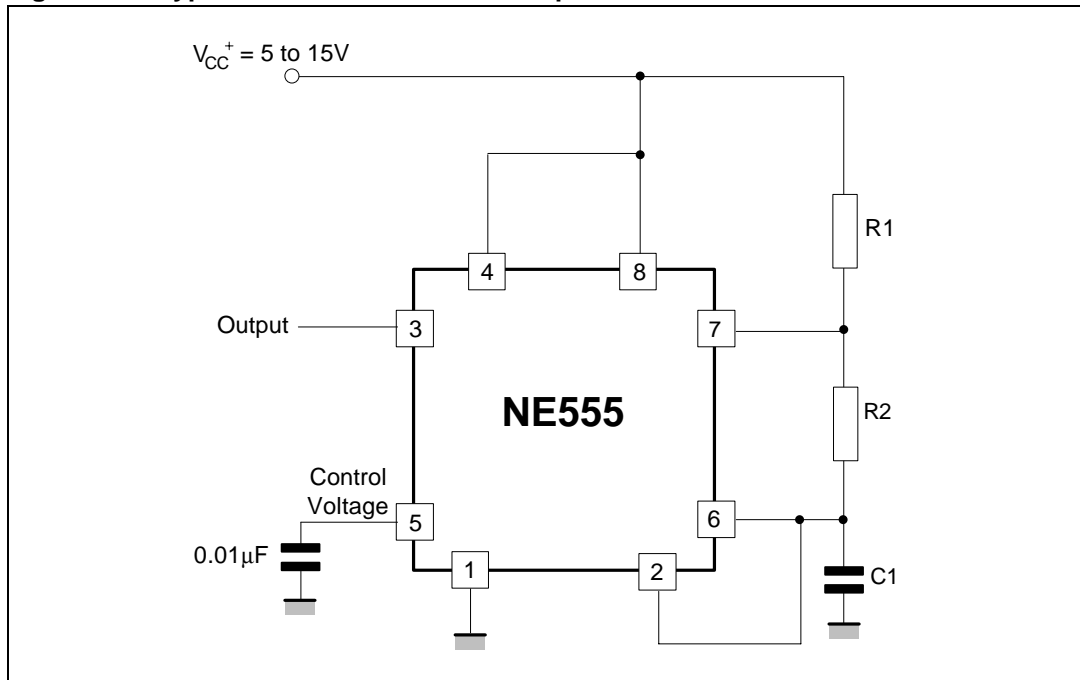 V_CC^+ = 5 to 15V
R1
4
8
Output
3
7
NE555
R2
Control
Voltage
5
6
0.01μF
1
2
C1